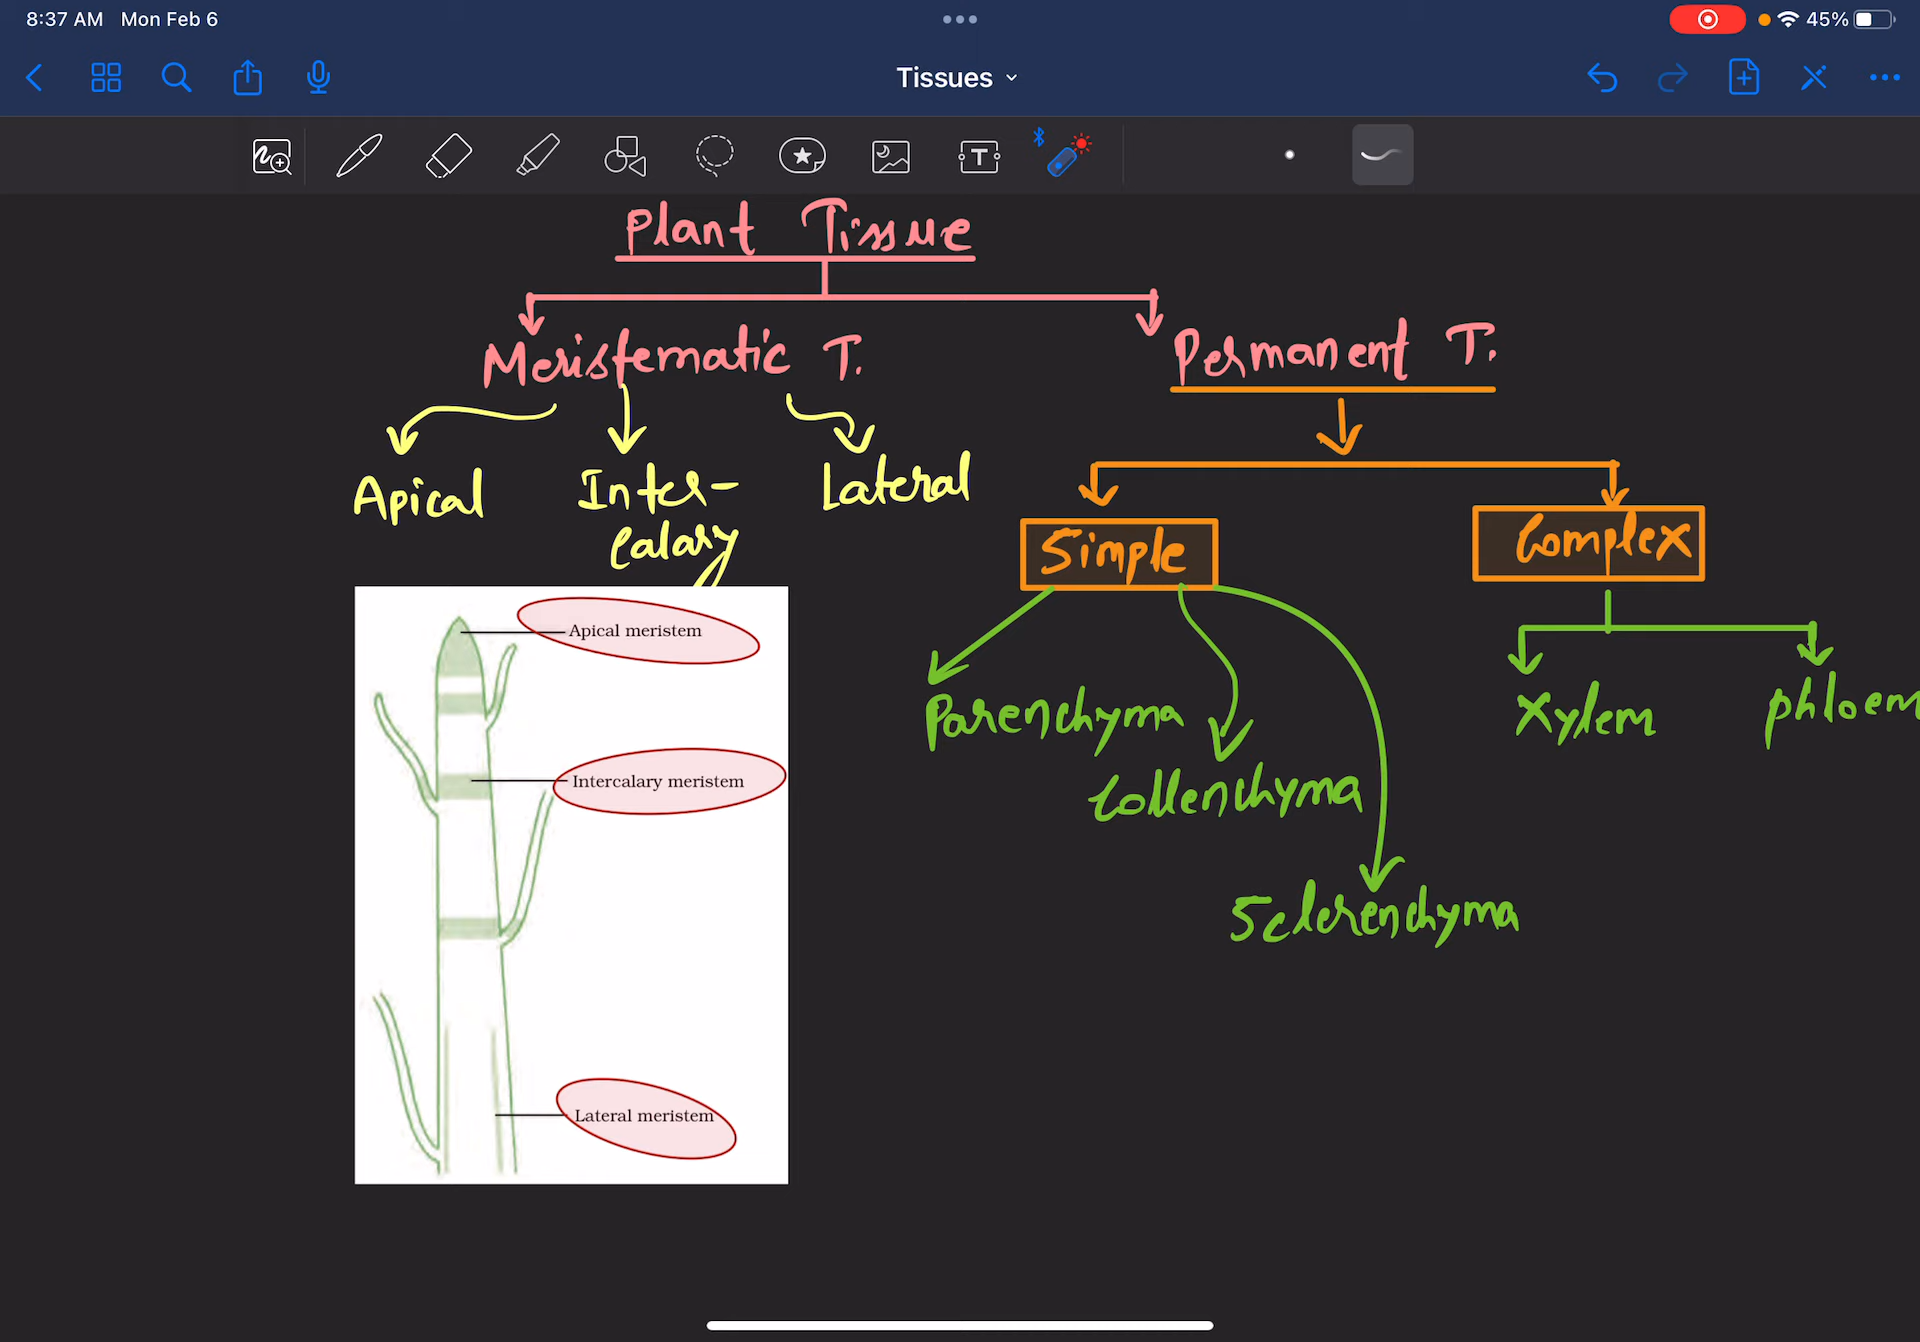 8:37 AM Mon Feb 6
45%
Tissues
T
Plant Tissue
Meristematic T.
Permanent T.
Apical
Inter-
calary
Lateral
Simple
Complex
Apical meristem
Intercalary meristem
Lateral meristem
Parenchyma
Collenchyma
Sclerenchyma
Xylem
phloem